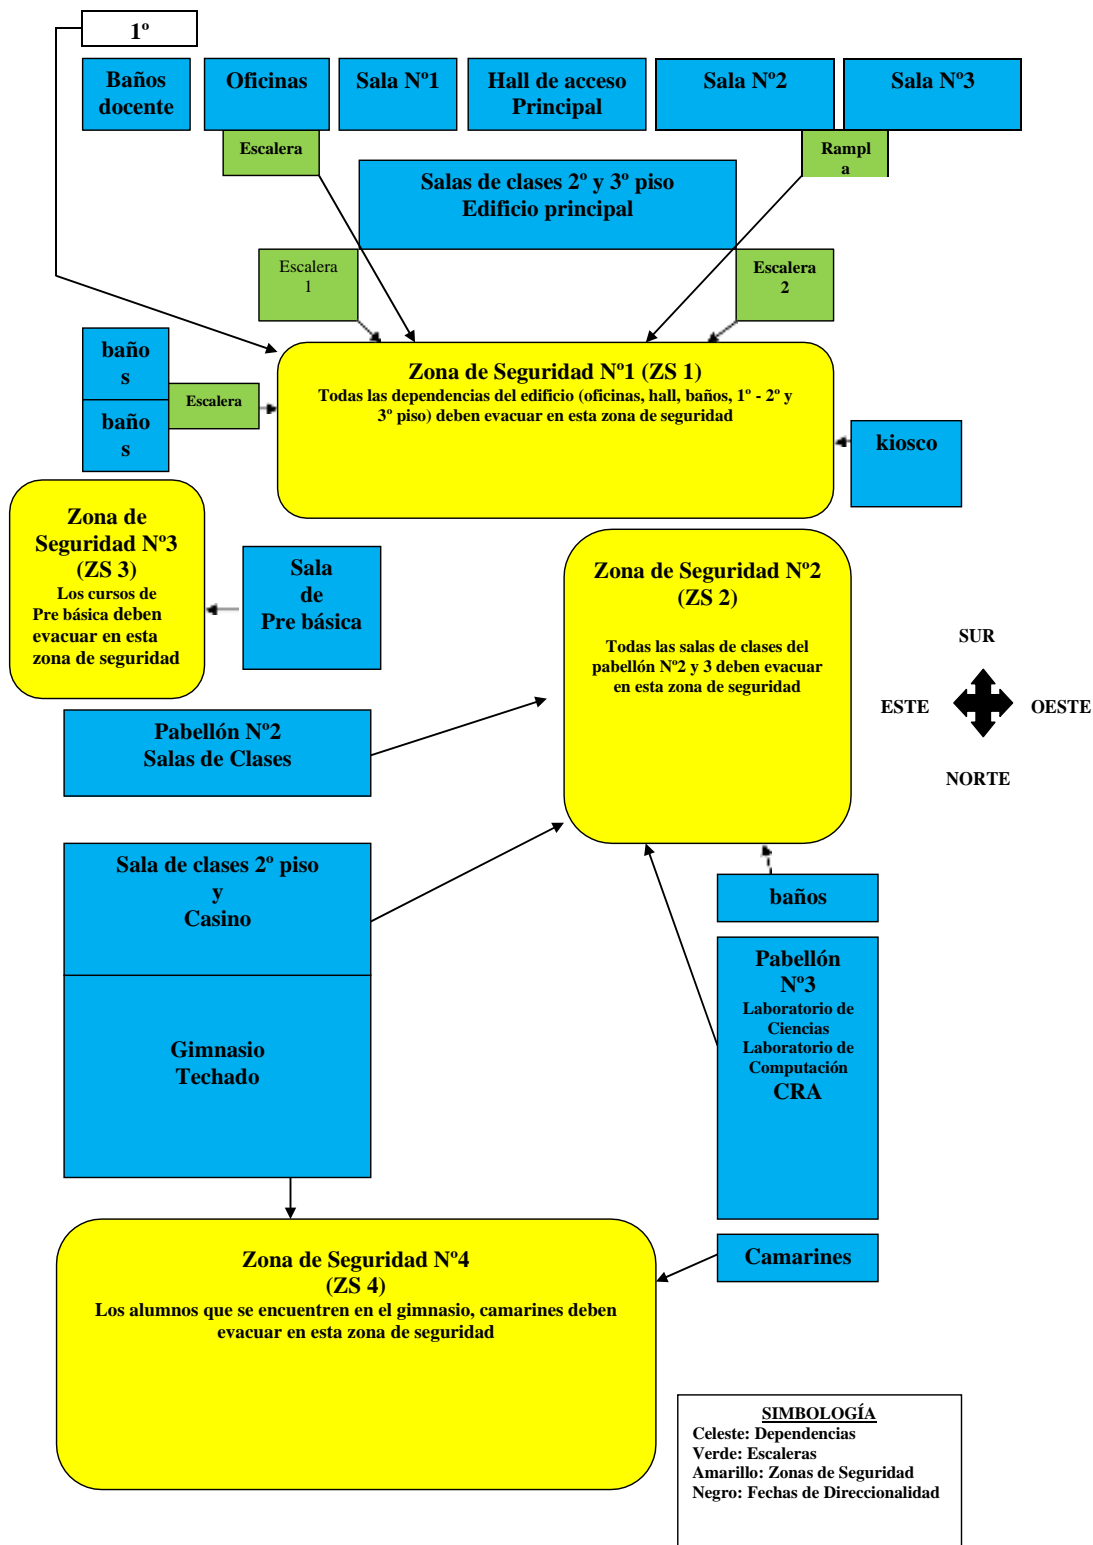 1º
Baños
docente
Oficinas
Sala Nº1
Hall de acceso
Principal
Sala Nº2
Sala Nº3
Escalera
Rampl
a
Salas de clases 2º y 3º piso
Edificio principal
Escalera
1
Escalera
2
baño
s
baño
s
Escalera
Zona de Seguridad Nº1 (ZS 1)
Todas las dependencias del edificio (oficinas, hall, baños, 1º - 2º y
3º piso) deben evacuar en esta zona de seguridad
kiosco
Zona de
Seguridad Nº3
(ZS 3)
Los cursos de
Pre básica deben
evacuar en esta
zona de seguridad
Sala
de
Pre básica
Zona de Seguridad Nº2
(ZS 2)
Todas las salas de clases del
pabellón Nº2 y 3 deben evacuar
en esta zona de seguridad
SUR
ESTE
OESTE
NORTE
Pabellón Nº2
Salas de Clases
Sala de clases 2º piso
y
Casino
Gimnasio
Techado
baños
Pabellón
Nº3
Laboratorio de
Ciencias
Laboratorio de
Computación
CRA
Camarines
Zona de Seguridad Nº4
(ZS 4)
Los alumnos que se encuentren en el gimnasio, camarines deben
evacuar en esta zona de seguridad
SIMBOLOGÍA
Celeste: Dependencias
Verde: Escaleras
Amarillo: Zonas de Seguridad
Negro: Fechas de Direccionalidad